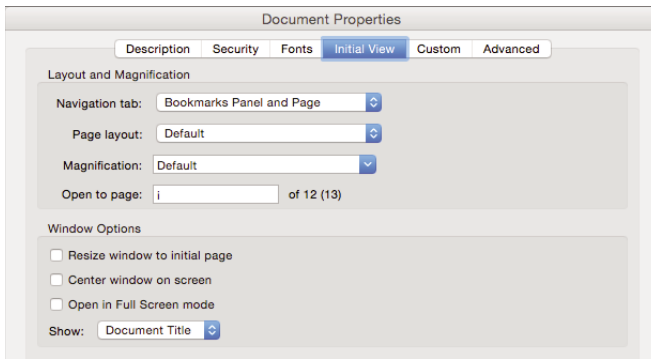 Document Properties
Description Security Fonts Initial View Custom Advanced
Layout and Magnification
Navigation tab: Bookmarks Panel and Page
Page layout: Default
Magnification: Default
Open to page: i of 12 (13)
Window Options
Resize window to initial page
Center window on screen
Open in Full Screen mode
Show: Document Title